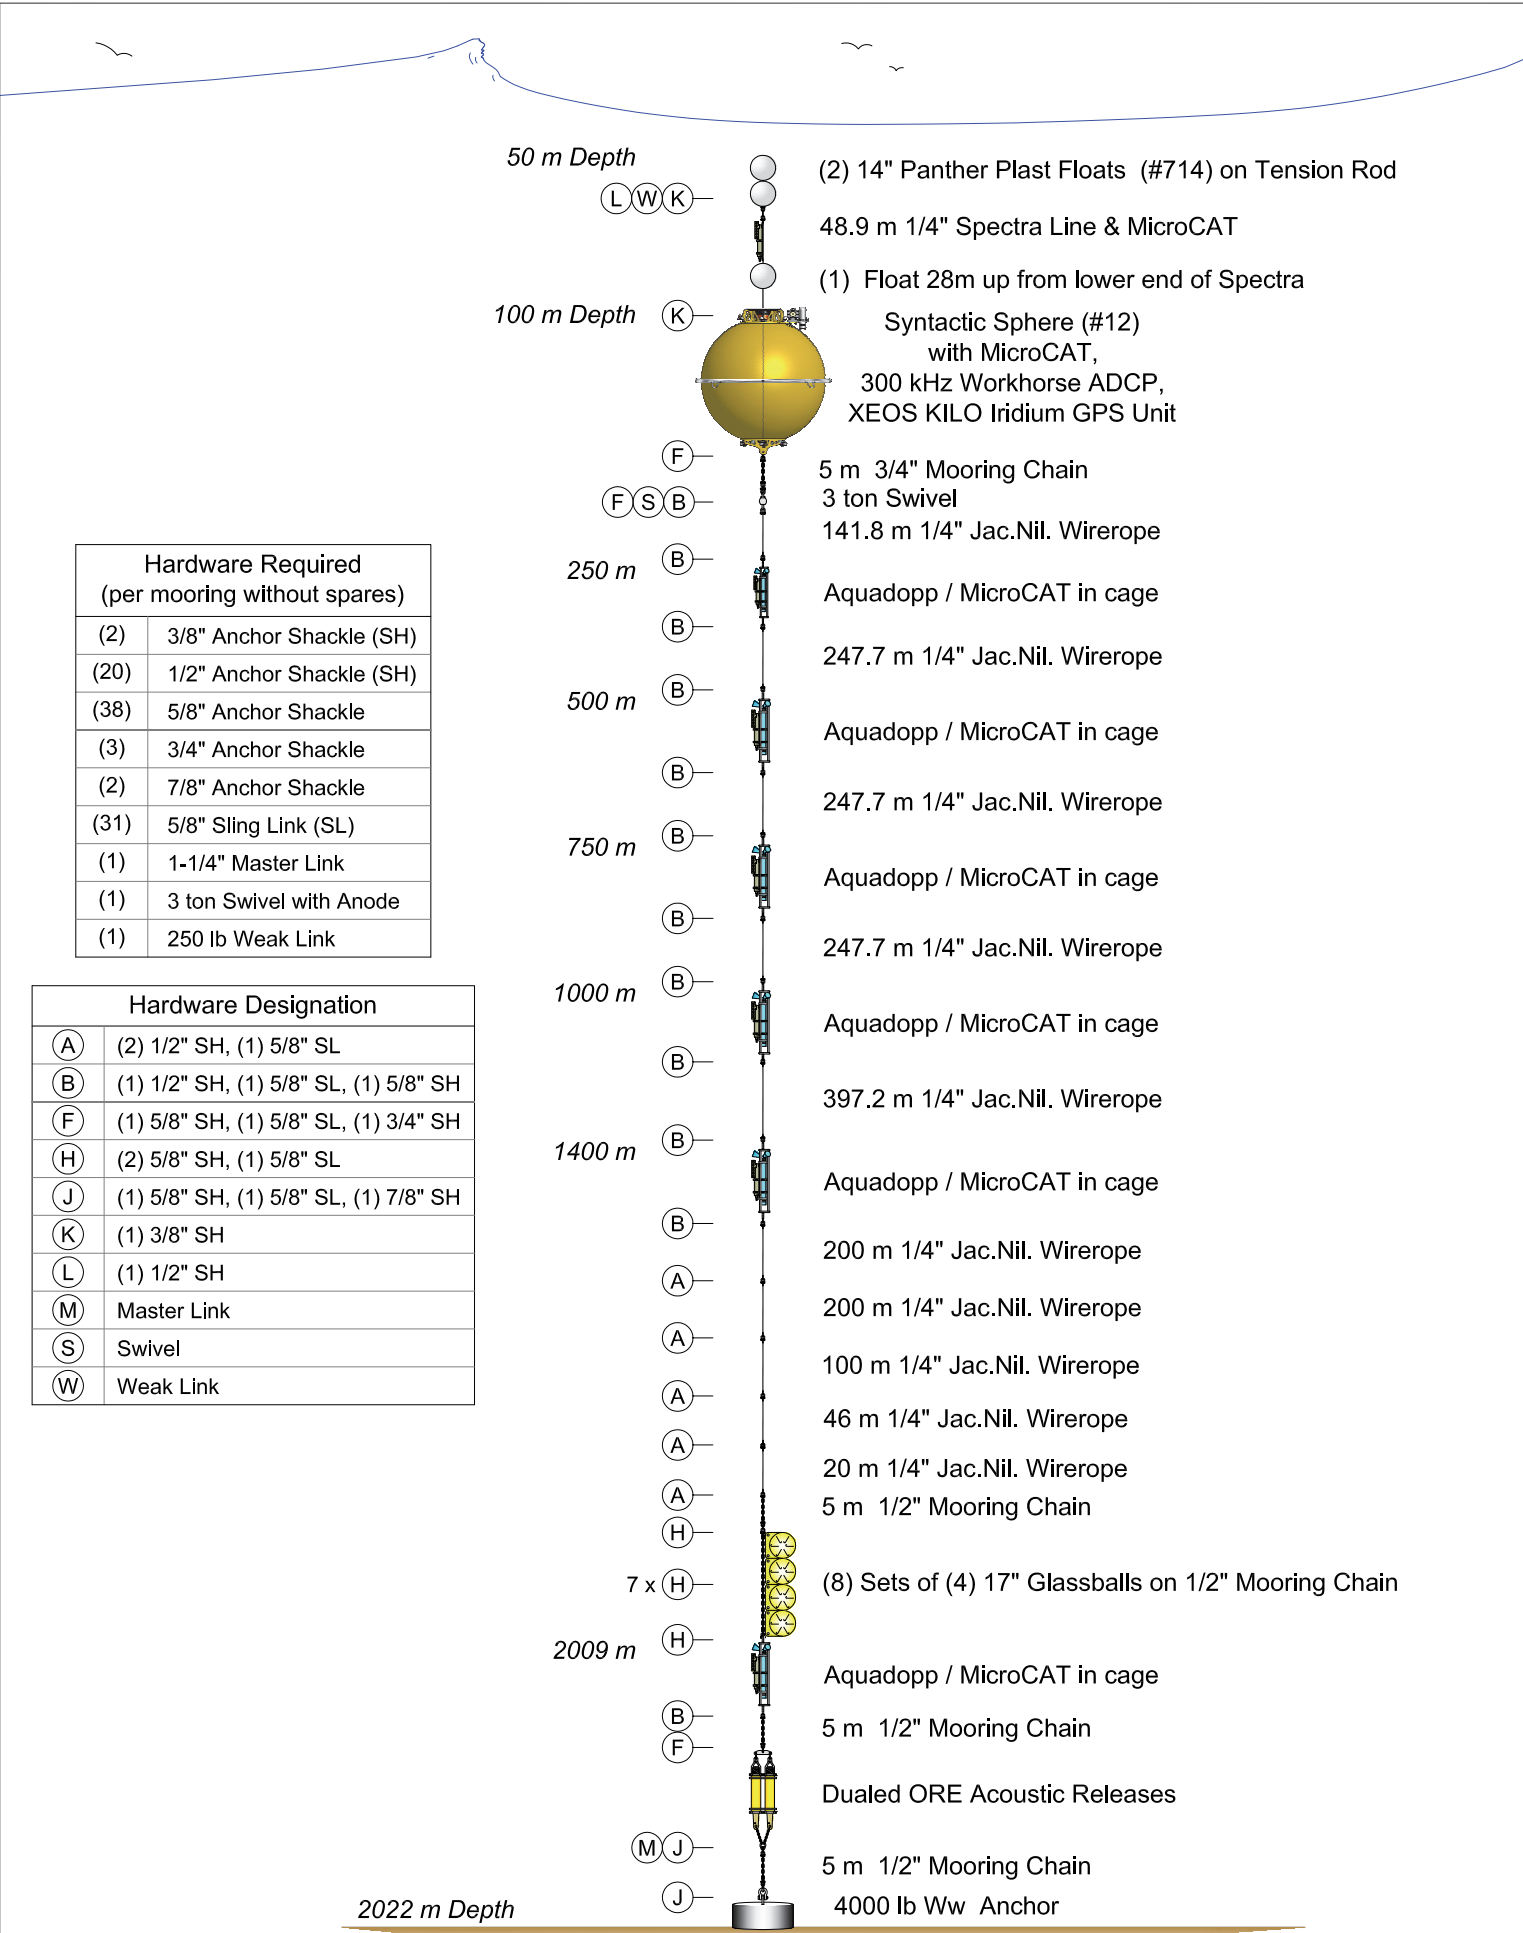 50 m Depth
(2) 14" Panther Plast Floats (#714) on Tension Rod
L W K
48.9 m 1/4" Spectra Line & MicroCAT
(1) Float 28m up from lower end of Spectra
100 m Depth
K
Syntactic Sphere (#12)
with MicroCAT,
300 kHz Workhorse ADCP,
XEOS KILO Iridium GPS Unit
F
5 m 3/4" Mooring Chain
F S B
3 ton Swivel
141.8 m 1/4" Jac.Nil. Wirerope
B
250 m
Aquadopp / MicroCAT in cage
B
247.7 m 1/4" Jac.Nil. Wirerope
B
500 m
Aquadopp / MicroCAT in cage
B
247.7 m 1/4" Jac.Nil. Wirerope
B
750 m
Aquadopp / MicroCAT in cage
B
247.7 m 1/4" Jac.Nil. Wirerope
B
1000 m
Aquadopp / MicroCAT in cage
B
397.2 m 1/4" Jac.Nil. Wirerope
B
1400 m
Aquadopp / MicroCAT in cage
B
200 m 1/4" Jac.Nil. Wirerope
A
200 m 1/4" Jac.Nil. Wirerope
A
100 m 1/4" Jac.Nil. Wirerope
A
46 m 1/4" Jac.Nil. Wirerope
A
20 m 1/4" Jac.Nil. Wirerope
A
5 m 1/2" Mooring Chain
H
7 x H
(8) Sets of (4) 17" Glassballs on 1/2" Mooring Chain
H
2009 m
Aquadopp / MicroCAT in cage
B
5 m 1/2" Mooring Chain
F
Dualed ORE Acoustic Releases
M J
5 m 1/2" Mooring Chain
J
4000 lb Ww Anchor
2022 m Depth
Hardware Required
(per mooring without spares)
(2) 3/8" Anchor Shackle (SH)
(20) 1/2" Anchor Shackle (SH)
(38) 5/8" Anchor Shackle
(3) 3/4" Anchor Shackle
(2) 7/8" Anchor Shackle
(31) 5/8" Sling Link (SL)
(1) 1-1/4" Master Link
(1) 3 ton Swivel with Anode
(1) 250 lb Weak Link
Hardware Designation
A (2) 1/2" SH, (1) 5/8" SL
B (1) 1/2" SH, (1) 5/8" SL, (1) 5/8" SH
F (1) 5/8" SH, (1) 5/8" SL, (1) 3/4" SH
H (2) 5/8" SH, (1) 5/8" SL
J (1) 5/8" SH, (1) 5/8" SL, (1) 7/8" SH
K (1) 3/8" SH
L (1) 1/2" SH
M Master Link
S Swivel
W Weak Link